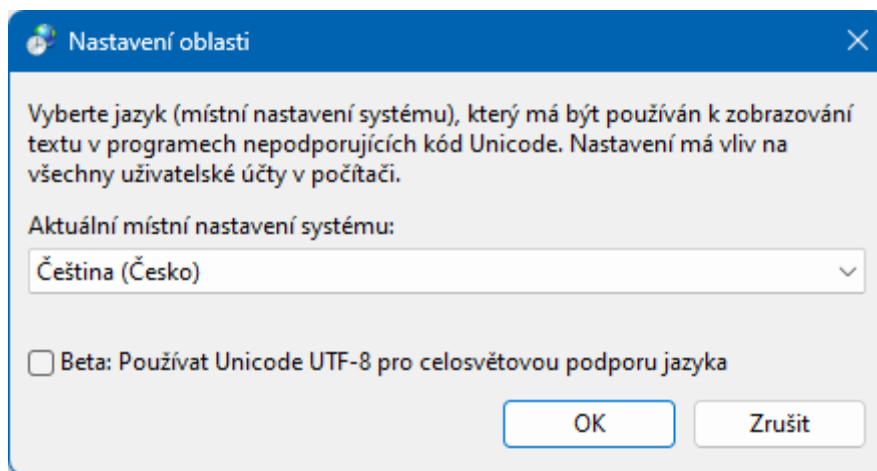 Nastavení oblasti
Vyberte jazyk (místní nastavení systému), který má být používán k zobrazování
textu v programech nepodporujících kód Unicode. Nastavení má vliv na
všechny uživatelské účty v počítači.
Aktuální místní nastavení systému:
Čeština (Česko)
Beta: Používat Unicode UTF-8 pro celosvětovou podporu jazyka
OK Zrušit